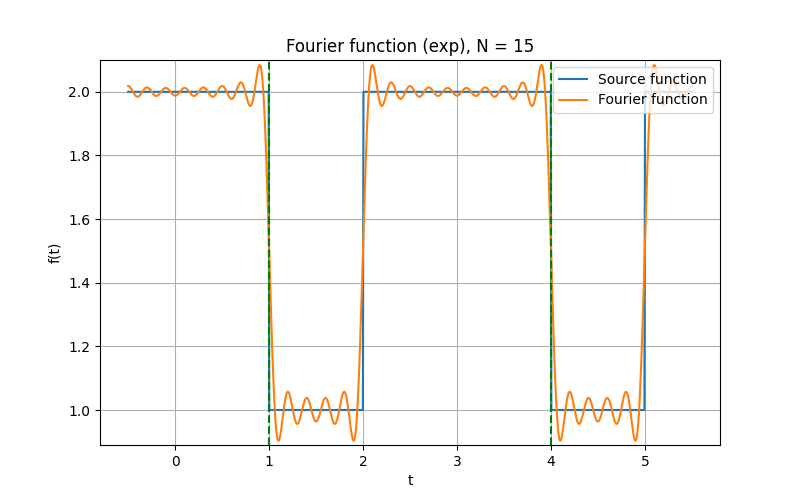 Fourier function (exp), N = 15
Source function
Fourier function
f(t)
2.0
1.8
1.6
1.4
1.2
1.0
0 1 2 3 4 5
t